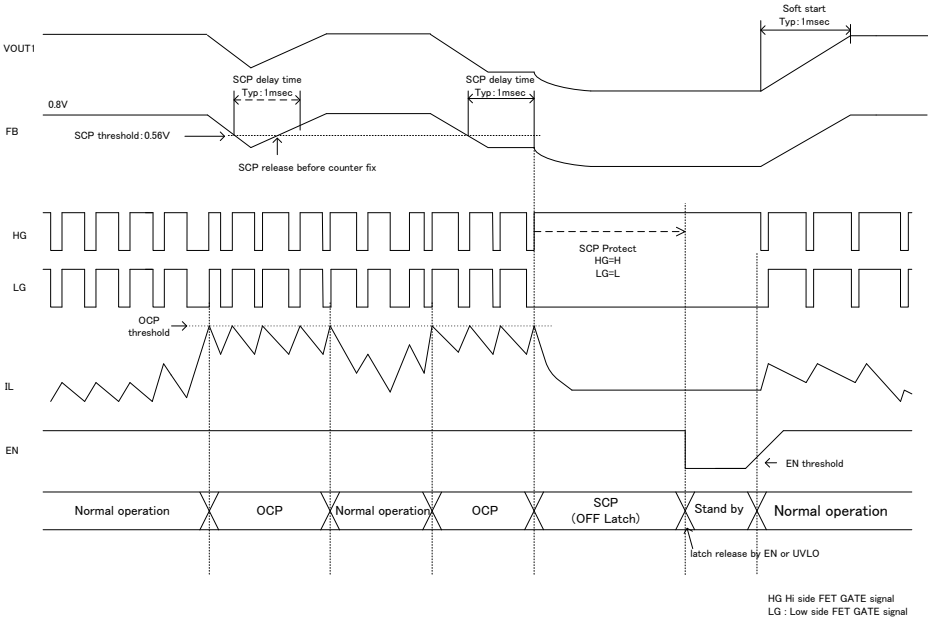 Soft start
Typ:1msec
VOUT1
SCP delay time
Typ:1msec
SCP delay time
Typ:1msec
0.8V
FB
SCP threshold:0.56V
SCP release before counter fix
HG
SCP Protect
HG=H
LG=L
LG
OCP
threshold
IL
EN
EN threshold
Normal operation
OCP
Normal operation
OCP
SCP
(OFF Latch)
Stand by
Normal operation
latch release by EN or UVLO
HG Hi side FET GATE signal
LG : Low side FET GATE signal